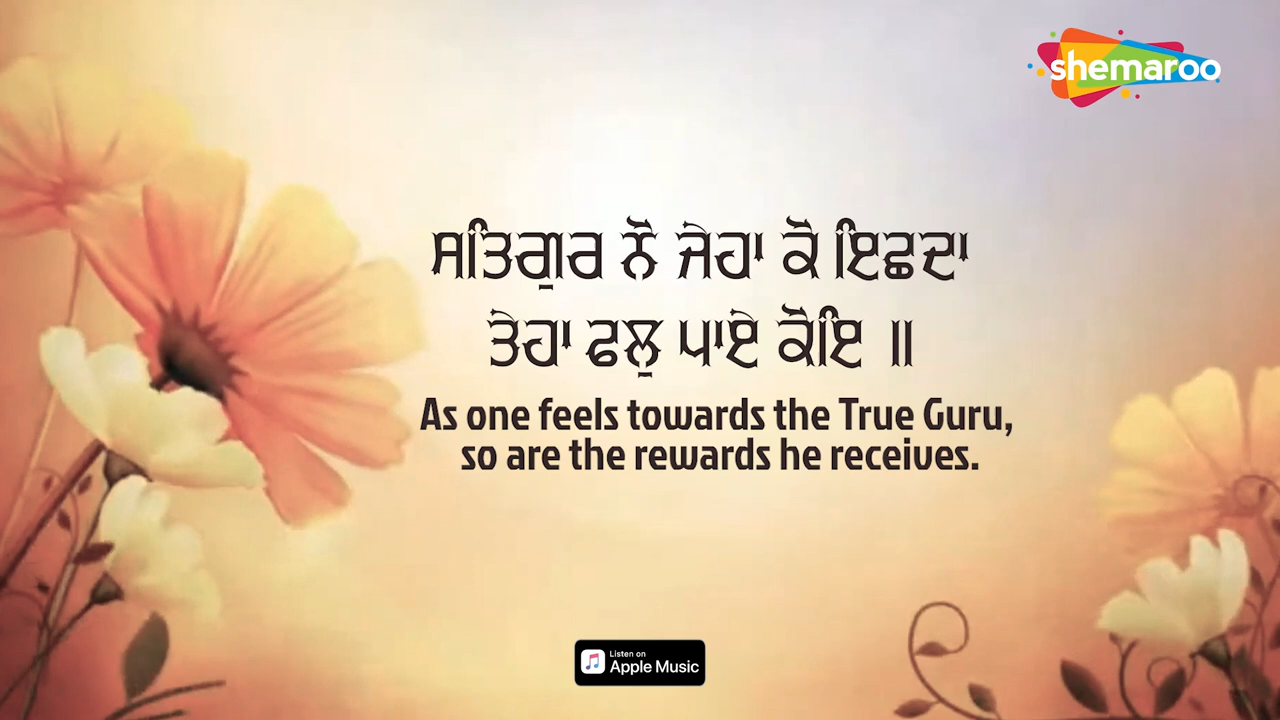 shemaroo
ਸਤਿਗੁਰ ਨੋ ਜੇਹਾ ਕੋ ਇਛਦਾ
ਤੇਹਾ ਫਲੁ ਪਾਏ ਕੋਇ ॥
As one feels towards the True Guru,
so are the rewards he receives.
Listen on
Apple Music